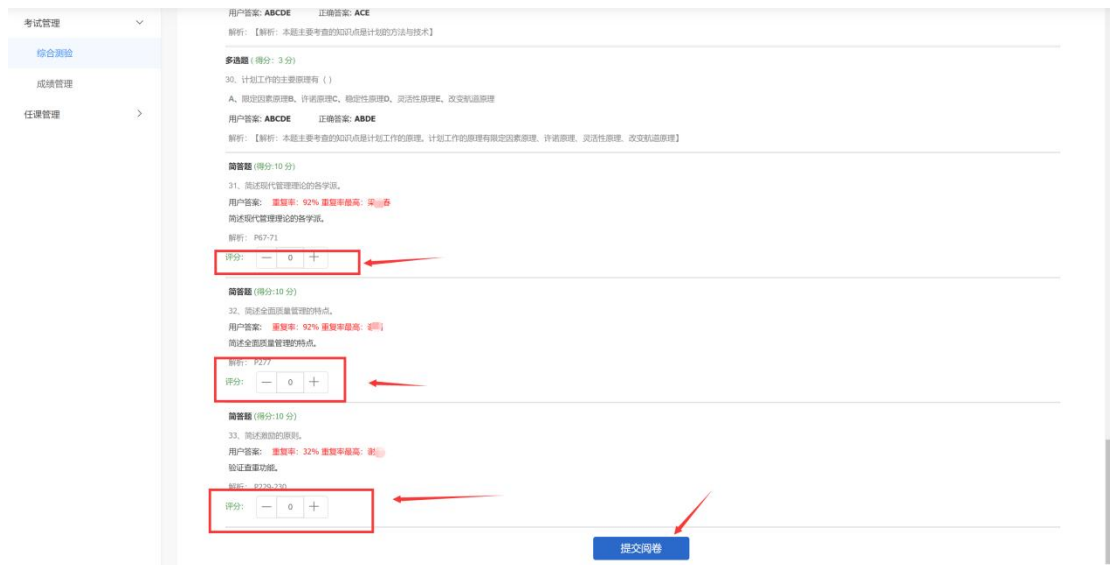 考试管理
综合测验
成绩管理
任课管理
用户答案: ABCDE 正确答案: ACE
解析: 【解析: 本题主要考查的知识点是计划的方法与技术】
多选题 (得分: 3 分)
30、计划工作的主要原理有（ ）
A、限定因素原理B、许诺原理C、稳定性原理D、灵活性原理E、改变航道原理
用户答案: ABCDE 正确答案: ABDE
解析: 【解析: 本题主要考查的知识点是计划工作的原理。计划工作的原理有限定因素原理、许诺原理、灵活性原理、改变航道原理】
简答题 (得分:10 分)
31、简述现代管理理论的各学派。
用户答案: 重复率: 92% 重复率最高:
简述现代管理理论的各学派。
解析: P67-71
评分: — 0 +
简答题 (得分:10 分)
32、简述全面质量管理的特点。
用户答案: 重复率: 92% 重复率最高:
简述全面质量管理的特点。
解析: P277
评分: — 0 +
简答题 (得分:10 分)
33、简述激励的原则。
用户答案: 重复率: 32% 重复率最高:
验证查重功能。
解析: P229-230
评分: — 0 +
提交阅卷